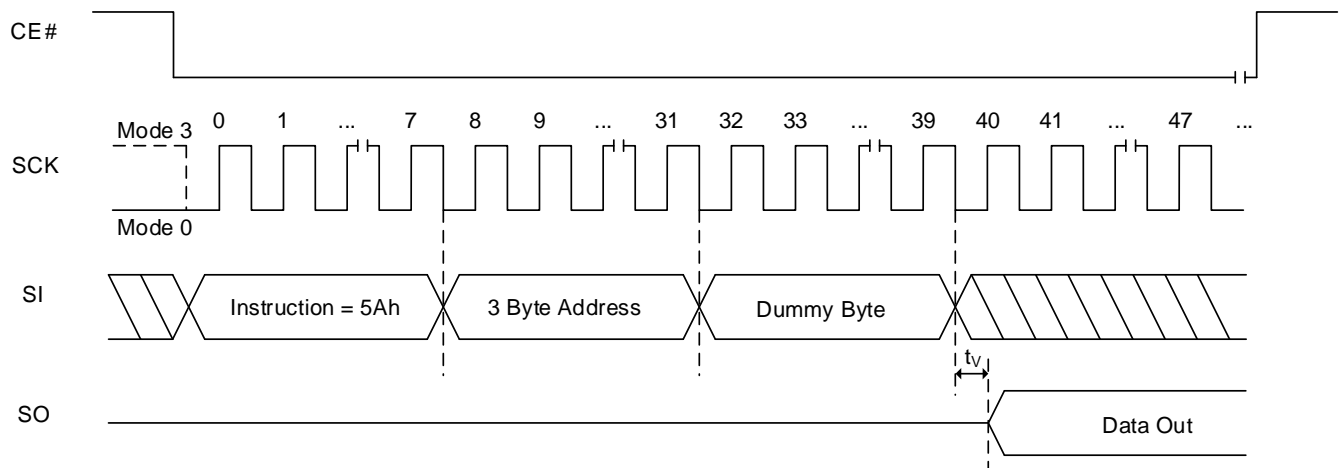 CE#
0 1 ... 7 8 9 ... 31 32 33 ... 39 40 41 ... 47 ...
Mode 3
SCK
Mode 0
SI
Instruction = 5Ah
3 Byte Address
Dummy Byte
tV
SO
Data Out